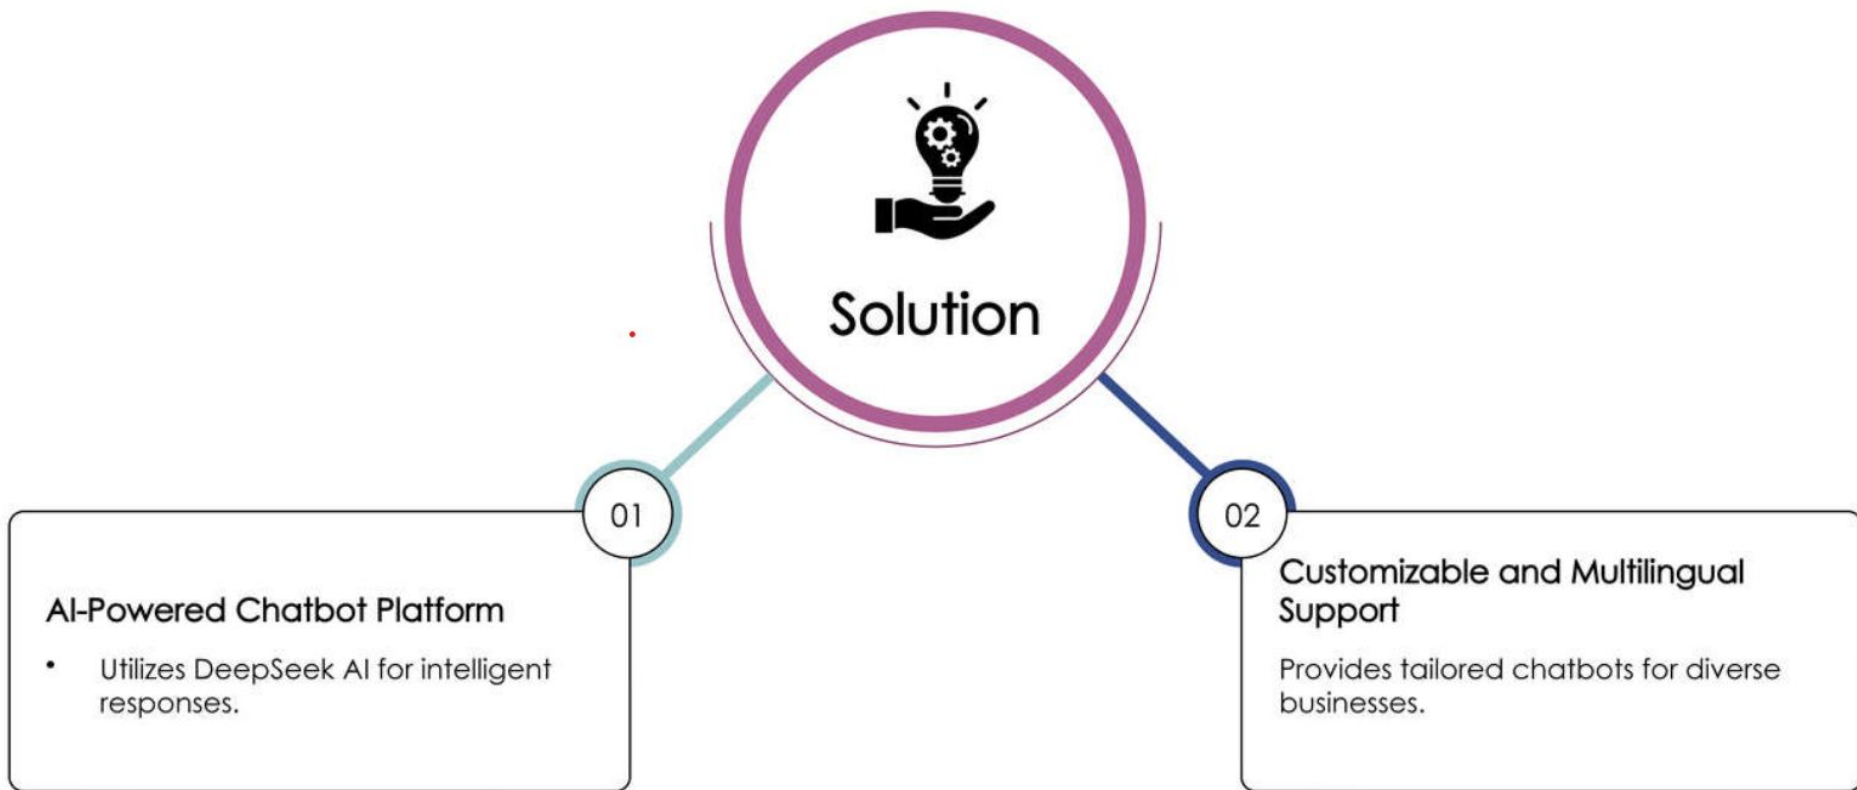 Solution
01
AI-Powered Chatbot Platform
• Utilizes DeepSeek AI for intelligent
responses.
02
Customizable and Multilingual
Support
Provides tailored chatbots for diverse
businesses.